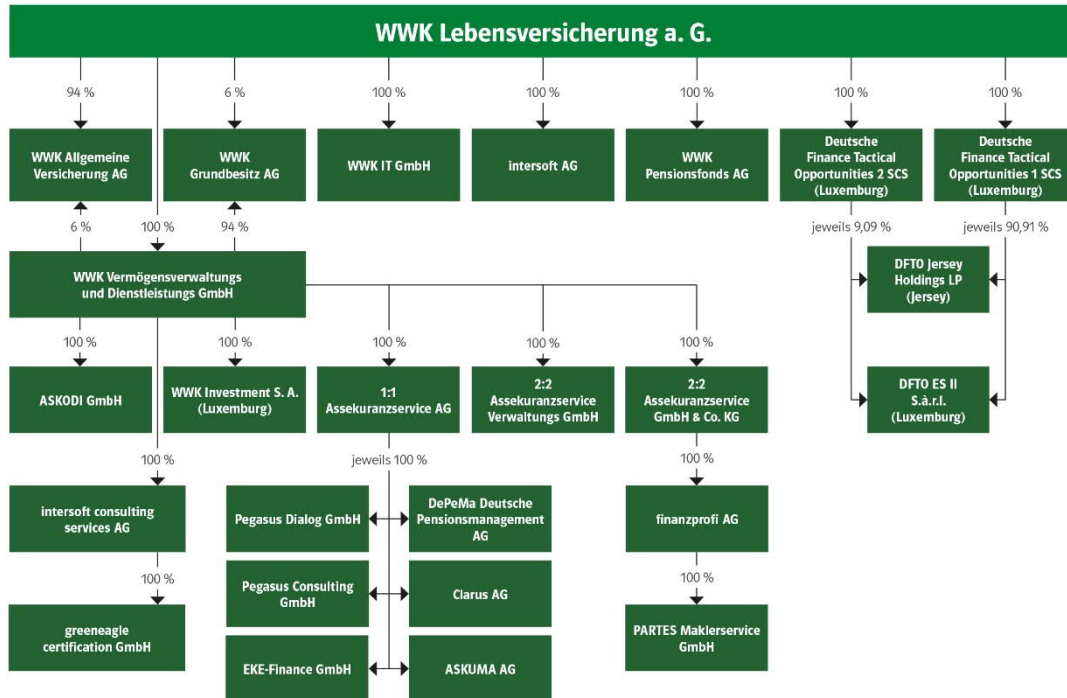 WWK Lebensversicherung a. G.
94 %
6 %
100 %
100 %
100 %
100 %
100 %
WWK Allgemeine
Versicherung AG
WWK
Grundbesitz AG
WWK IT GmbH
intersoft AG
WWK
Pensionsfonds AG
Deutsche
Finance Tactical
Opportunities 2 SCS
(Luxemburg)
Deutsche
Finance Tactical
Opportunities 1 SCS
(Luxemburg)
6 %
100 %
94 %
jeweils 9,09 %
jeweils 90,91 %
WWK Vermögensverwaltungs
und Dienstleistungs GmbH
DFTO Jersey
Holdings LP
(Jersey)
100 %
100 %
100 %
100 %
100 %
ASKODI GmbH
WWK Investment S. A.
(Luxemburg)
1:1
Assekuranzservice AG
2:2
Assekuranzservice
Verwaltungs GmbH
2:2
Assekuranzservice
GmbH & Co. KG
DFTO ES II
S.à.r.l.
(Luxemburg)
100 %
jeweils 100 %
100 %
intersoft consulting
services AG
Pegasus Dialog GmbH
DePeMa Deutsche
Pensionsmanagement
AG
finanzprofi AG
100 %
100 %
greeneagle
certification GmbH
Pegasus Consulting
GmbH
Clarus AG
PARTES Maklerservice
GmbH
EKE-Finance GmbH
ASKUMA AG